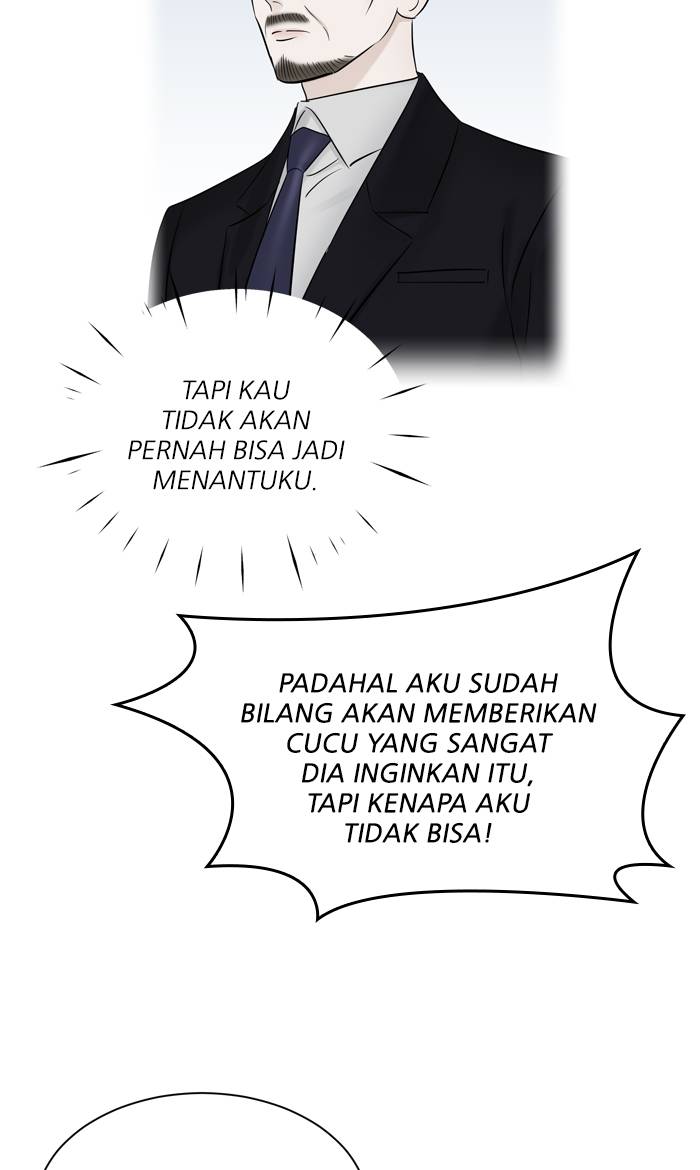 TAPI KAU
TIDAK AKAN
PERNAH BISA JADI
MENANTUKU.
PADAHAL AKU SUDAH
BILANG AKAN MEMBERIKAN
CUCU YANG SANGAT
DIA INGINKAN ITU,
TAPI KENAPA AKU
TIDAK BISA!